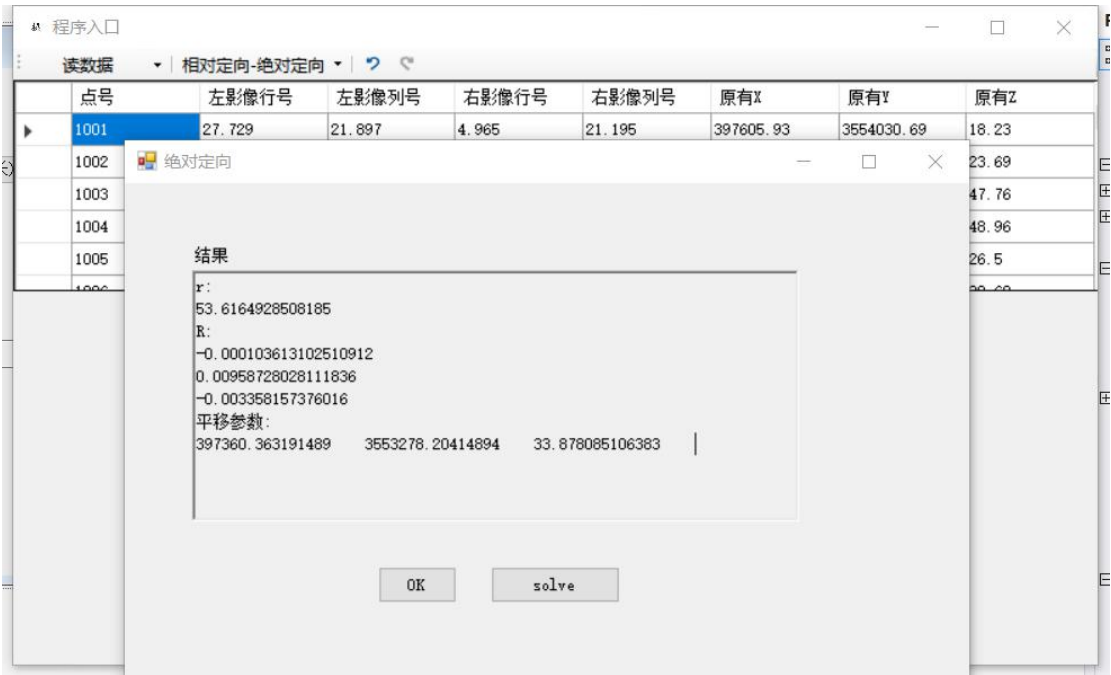 程序入口
读数据 相对定向-绝对定向
点号 左影像行号 左影像列号 右影像行号 右影像列号 原有X 原有Y 原有Z
1001 27.729 21.897 4.965 21.195 397605.93 3554030.69 18.23
1002 23.69
绝对定向
1003 47.76
1004 48.96
1005 26.5
结果
r:
53.6164928508185
R:
-0.000103613102510912
0.00958728028111836
-0.003358157376016
平移参数:
397360.363191489 3553278.20414894 33.878085106383
OK solve